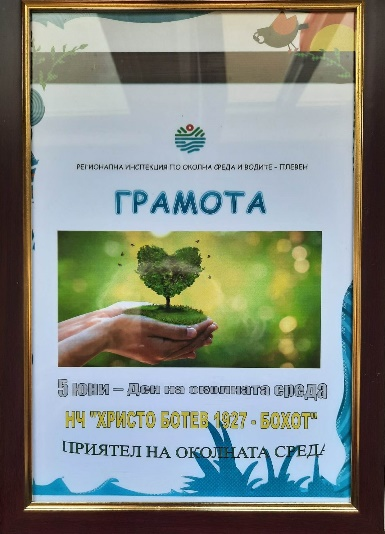 РЕГИОНАЛНА ИНСПЕКЦИЯ ПО ОКОЛНА СРЕДА И ВОДИТЕ - ПЛЕВЕН
ГРАМОТА
5 ЮНИ – Ден на околната среда
НЧ "ХРИСТО БОТЕВ 1927 - БОХОТ"
ПРИЯТЕЛ НА ОКОЛНАТА СРЕДА